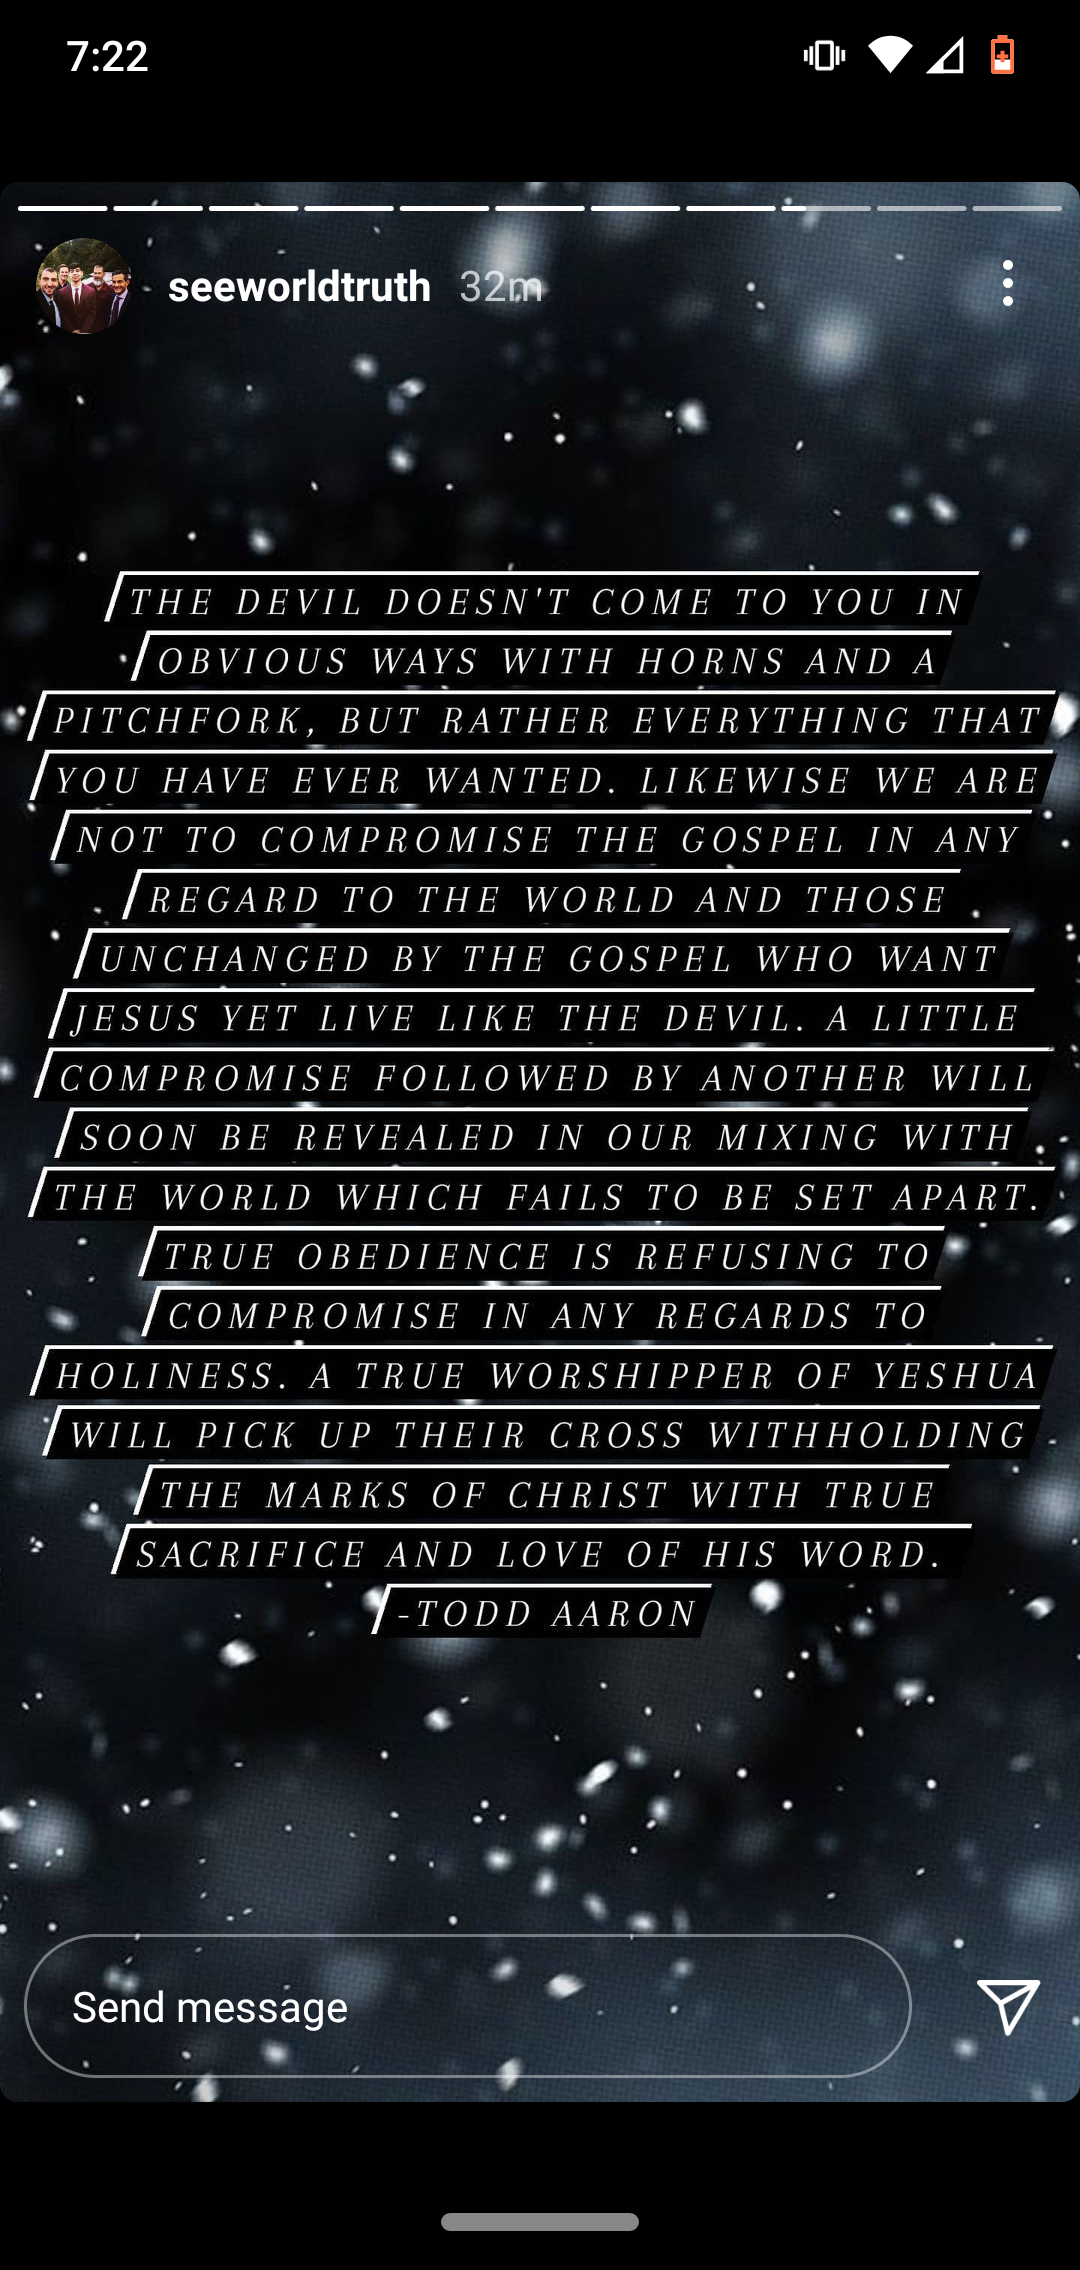 7:22
seeworldtruth 32m
THE DEVIL DOESN'T COME TO YOU IN
OBVIOUS WAYS WITH HORNS AND A
PITCHFORK, BUT RATHER EVERYTHING THAT
YOU HAVE EVER WANTED. LIKEWISE WE ARE
NOT TO COMPROMISE THE GOSPEL IN ANY
REGARD TO THE WORLD AND THOSE
UNCHANGED BY THE GOSPEL WHO WANT
JESUS YET LIVE LIKE THE DEVIL. A LITTLE
COMPROMISE FOLLOWED BY ANOTHER WILL
SOON BE REVEALED IN OUR MIXING WITH
THE WORLD WHICH FAILS TO BE SET APART.
TRUE OBEDIENCE IS REFUSING TO
COMPROMISE IN ANY REGARDS TO
HOLINESS. A TRUE WORSHIPPER OF YESHUA
WILL PICK UP THEIR CROSS WITHHOLDING
THE MARKS OF CHRIST WITH TRUE
SACRIFICE AND LOVE OF HIS WORD.
-TODD AARON
Send message